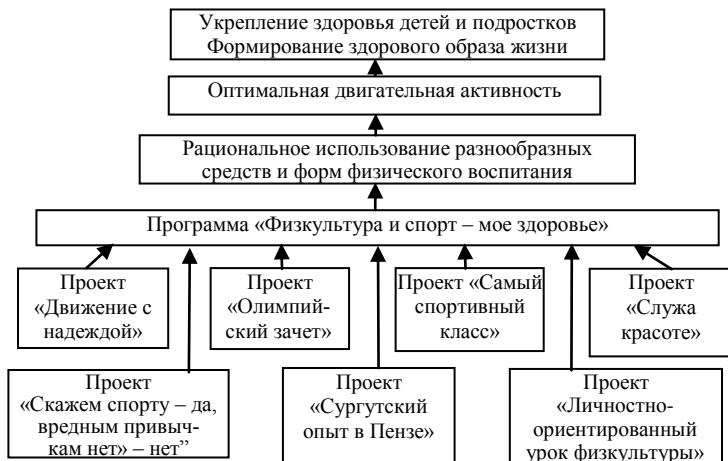 Укрепление здоровья детей и подростков
Формирование здорового образа жизни
Оптимальная двигательная активность
Рациональное использование разнообразных
средств и форм физического воспитания
Программа «Физкультура и спорт – мое здоровье»
Проект
«Движение с
надеждой»
Проект
«Олимпий-
ский зачет»
Проект «Самый
спортивный
класс»
Проект
«Служа
красоте»
Проект
«Скажем спорту – да,
вредным привыч-
кам нет» – нет”
Проект
«Сургутский
опыт в Пензе»
Проект
«Личностно-
ориентированный
урок физкультуры»